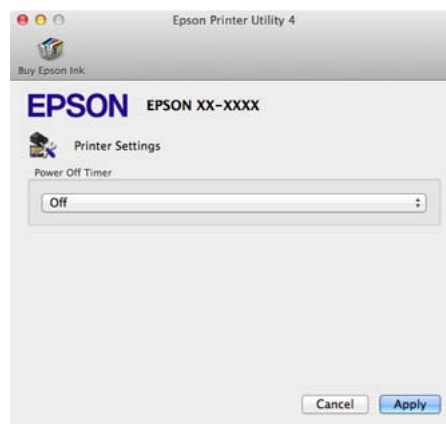 Epson Printer Utility 4
Buy Epson Ink
EPSON EPSON XX-XXXX
Printer Settings
Power Off Timer
Off
Cancel Apply